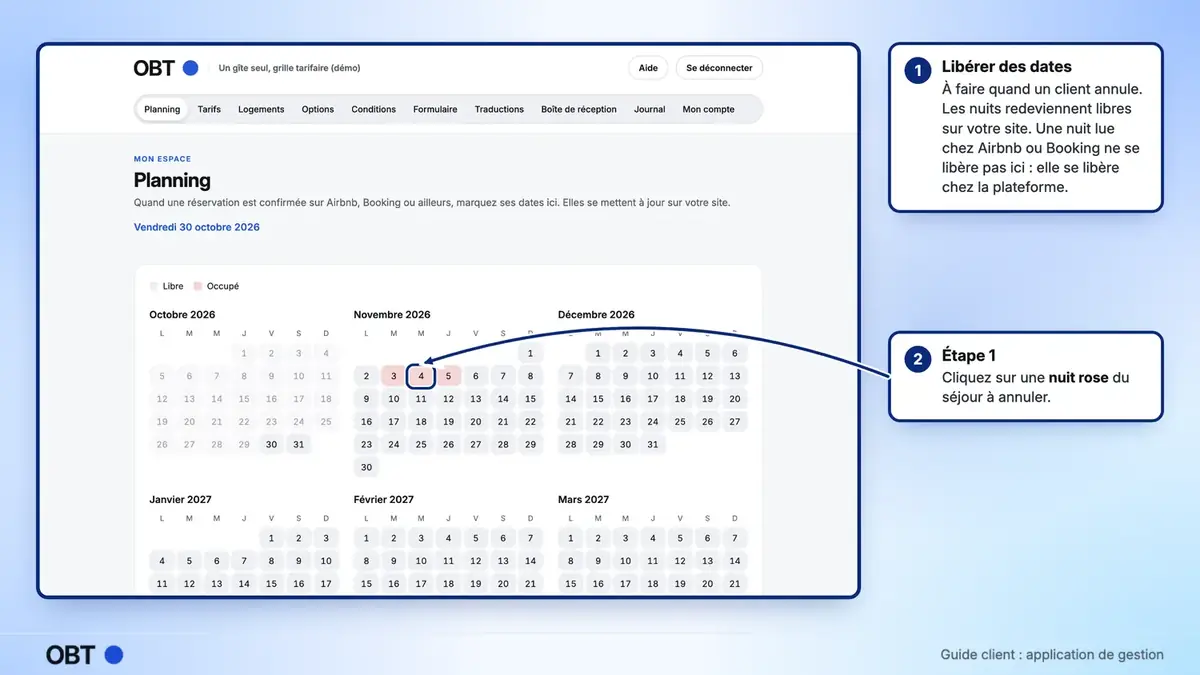 OBT
Un gîte seul, grille tarifaire (démo)
Aide
Se déconnecter
Planning Tarifs Logements Options Conditions Formulaire Traductions Boîte de réception Journal Mon compte
MON ESPACE
Planning
Quand une réservation est confirmée sur Airbnb, Booking ou ailleurs, marquez ses dates ici. Elles se mettent à jour sur votre site.
Vendredi 30 octobre 2026
Libre Occupé
Octobre 2026
L M M J V S D
1 2 3 4
5 6 7 8 9 10 11
12 13 14 15 16 17 18
19 20 21 22 23 24 25
26 27 28 29 30 31
Novembre 2026
L M M J V S D
1
2 3 4 5 6 7 8
9 10 11 12 13 14 15
16 17 18 19 20 21 22
23 24 25 26 27 28 29
30
Décembre 2026
L M M J V S D
1 2 3 4 5 6
7 8 9 10 11 12 13
14 15 16 17 18 19 20
21 22 23 24 25 26 27
28 29 30 31
Janvier 2027
L M M J V S D
1 2 3
4 5 6 7 8 9 10
11 12 13 14 15 16 17
Février 2027
L M M J V S D
1 2 3 4 5 6 7
8 9 10 11 12 13 14
15 16 17 18 19 20 21
Mars 2027
L M M J V S D
1 2 3 4 5 6 7
8 9 10 11 12 13 14
15 16 17 18 19 20 21
1 Libérer des dates
À faire quand un client annule.
Les nuits redeviennent libres
sur votre site. Une nuit lue
chez Airbnb ou Booking ne se
libère pas ici : elle se libère
chez la plateforme.
2 Étape 1
Cliquez sur une nuit rose du
séjour à annuler.
OBT
Guide client : application de gestion